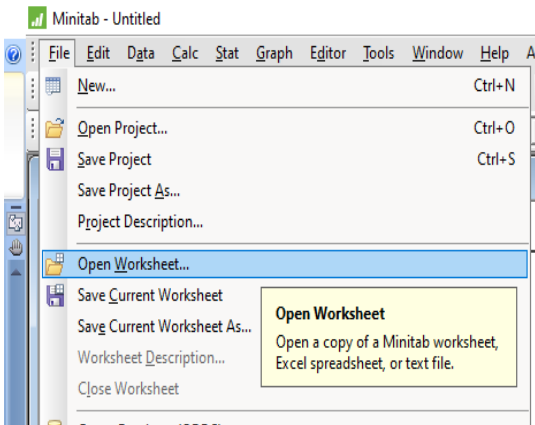 Minitab - Untitled
File Edit Data Calc Stat Graph Editor Tools Window Help A
New... Ctrl+N
Open Project... Ctrl+O
Save Project Ctrl+S
Save Project As...
Project Description...
Open Worksheet...
Save Current Worksheet
Save Current Worksheet As...
Worksheet Description...
Close Worksheet
Open Worksheet
Open a copy of a Minitab worksheet,
Excel spreadsheet, or text file.